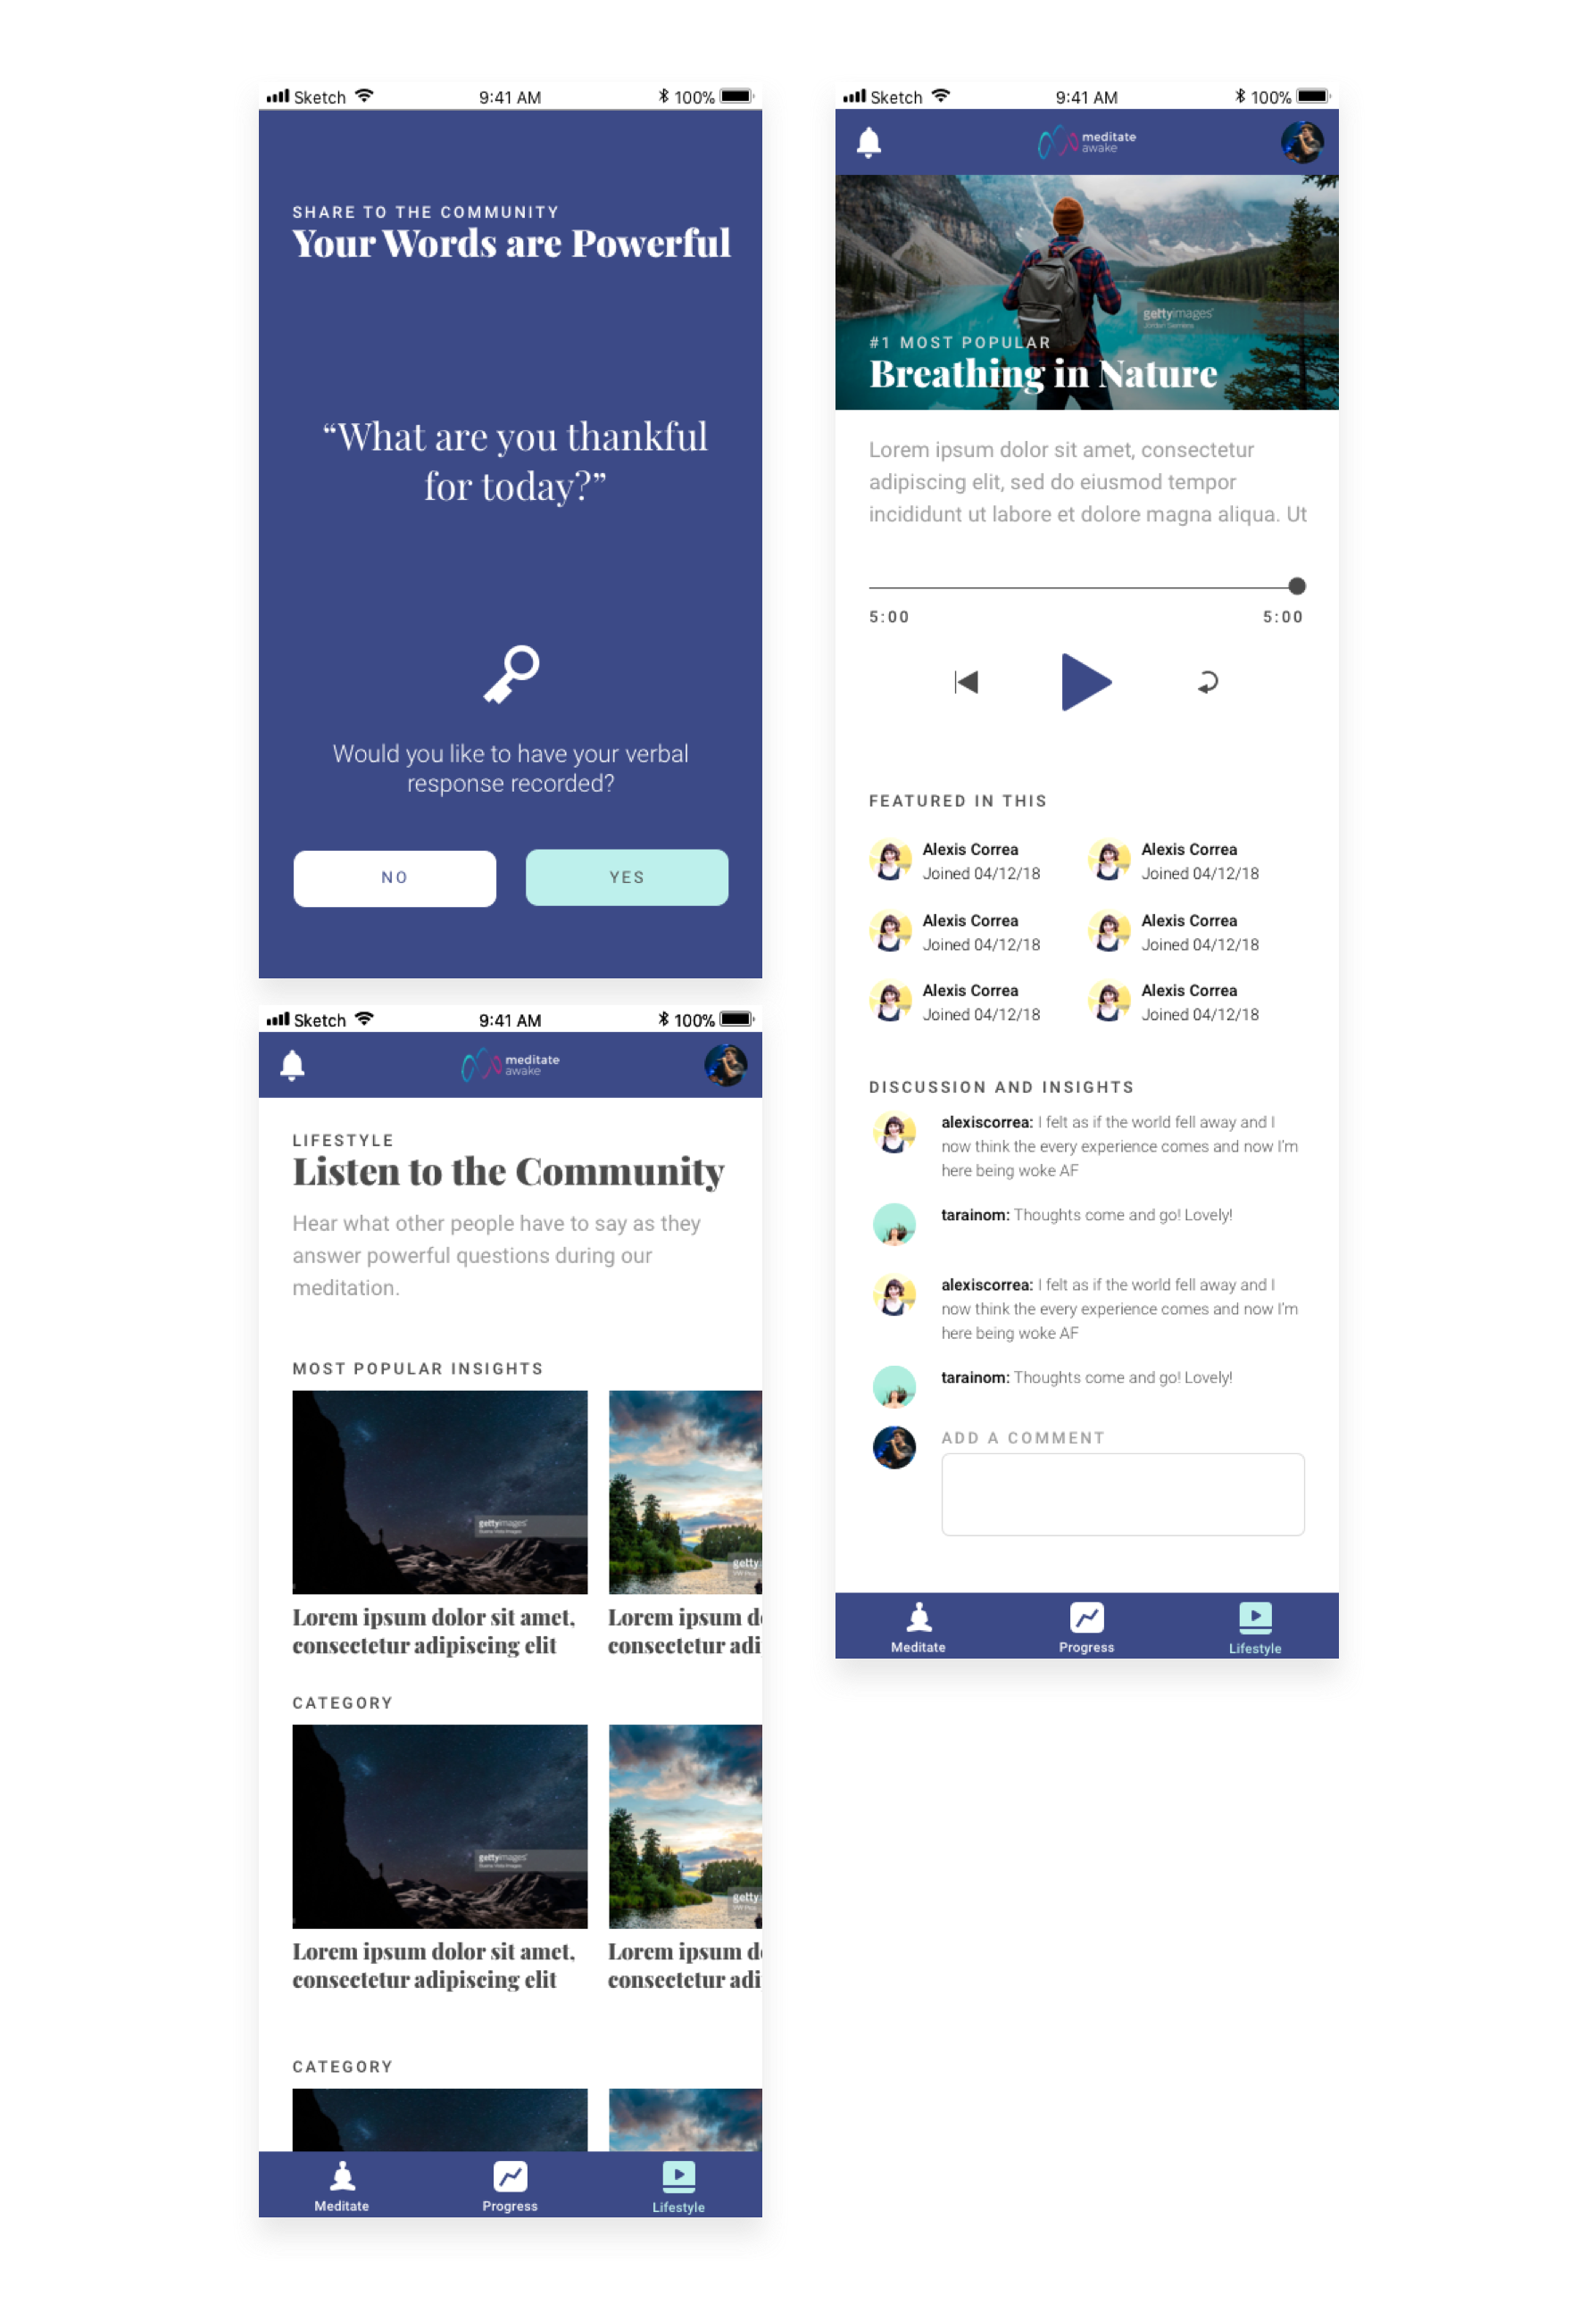 Sketch 9:41 AM 100%
SHARE TO THE COMMUNITY
Your Words are Powerful
“What are you thankful
for today?”
Would you like to have your verbal
response recorded?
NO YES
Sketch 9:41 AM 100%
meditate
awake
LIFESTYLE
Listen to the Community
Hear what other people have to say as they
answer powerful questions during our
meditation.
MOST POPULAR INSIGHTS
gettyimages®
getty
Lorem ipsum dolor sit amet,
consectetur adipiscing elit
Lorem ipsum d
consectetur adi
CATEGORY
gettyimages®
getty
Lorem ipsum dolor sit amet,
consectetur adipiscing elit
Lorem ipsum d
consectetur adi
CATEGORY
Meditate Progress Lifestyle
Sketch 9:41 AM 100%
meditate
awake
gettyimages®
#1 MOST POPULAR
Breathing in Nature
Lorem ipsum dolor sit amet, consectetur
adipiscing elit, sed do eiusmod tempor
incididunt ut labore et dolore magna aliqua. Ut
5:00 5:00
FEATURED IN THIS
Alexis Correa
Joined 04/12/18
Alexis Correa
Joined 04/12/18
Alexis Correa
Joined 04/12/18
Alexis Correa
Joined 04/12/18
Alexis Correa
Joined 04/12/18
Alexis Correa
Joined 04/12/18
DISCUSSION AND INSIGHTS
alexiscorrea: I felt as if the world fell away and I
now think the every experience comes and now I’m
here being woke AF
tarainom: Thoughts come and go! Lovely!
alexiscorrea: I felt as if the world fell away and I
now think the every experience comes and now I’m
here being woke AF
tarainom: Thoughts come and go! Lovely!
ADD A COMMENT
Meditate Progress Lifestyle